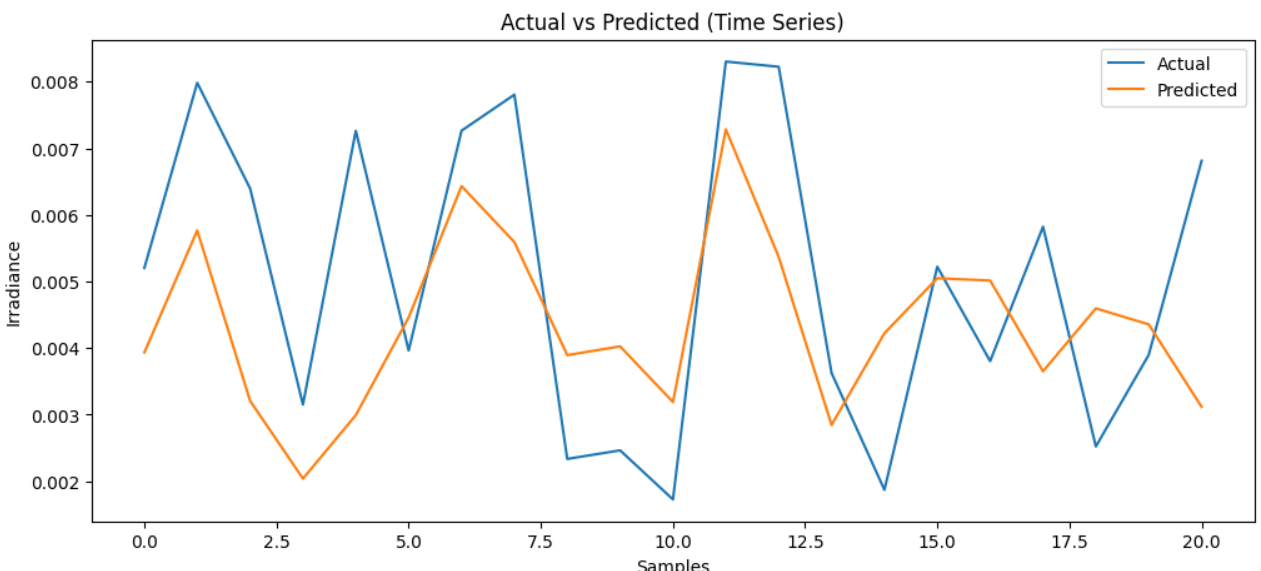 Actual vs Predicted (Time Series)
Actual
Predicted
0.008
0.007
0.006
0.005
0.004
0.003
0.002
Irradiance
0.0 2.5 5.0 7.5 10.0 12.5 15.0 17.5 20.0
Samples